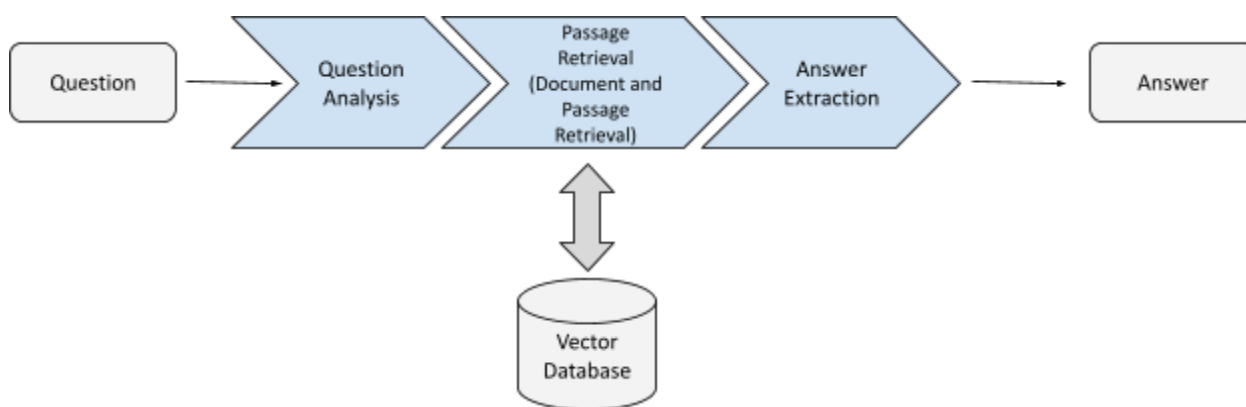 Question
Question
Analysis
Passage
Retrieval
(Document and
Passage
Retrieval)
Answer
Extraction
Answer
Vector
Database